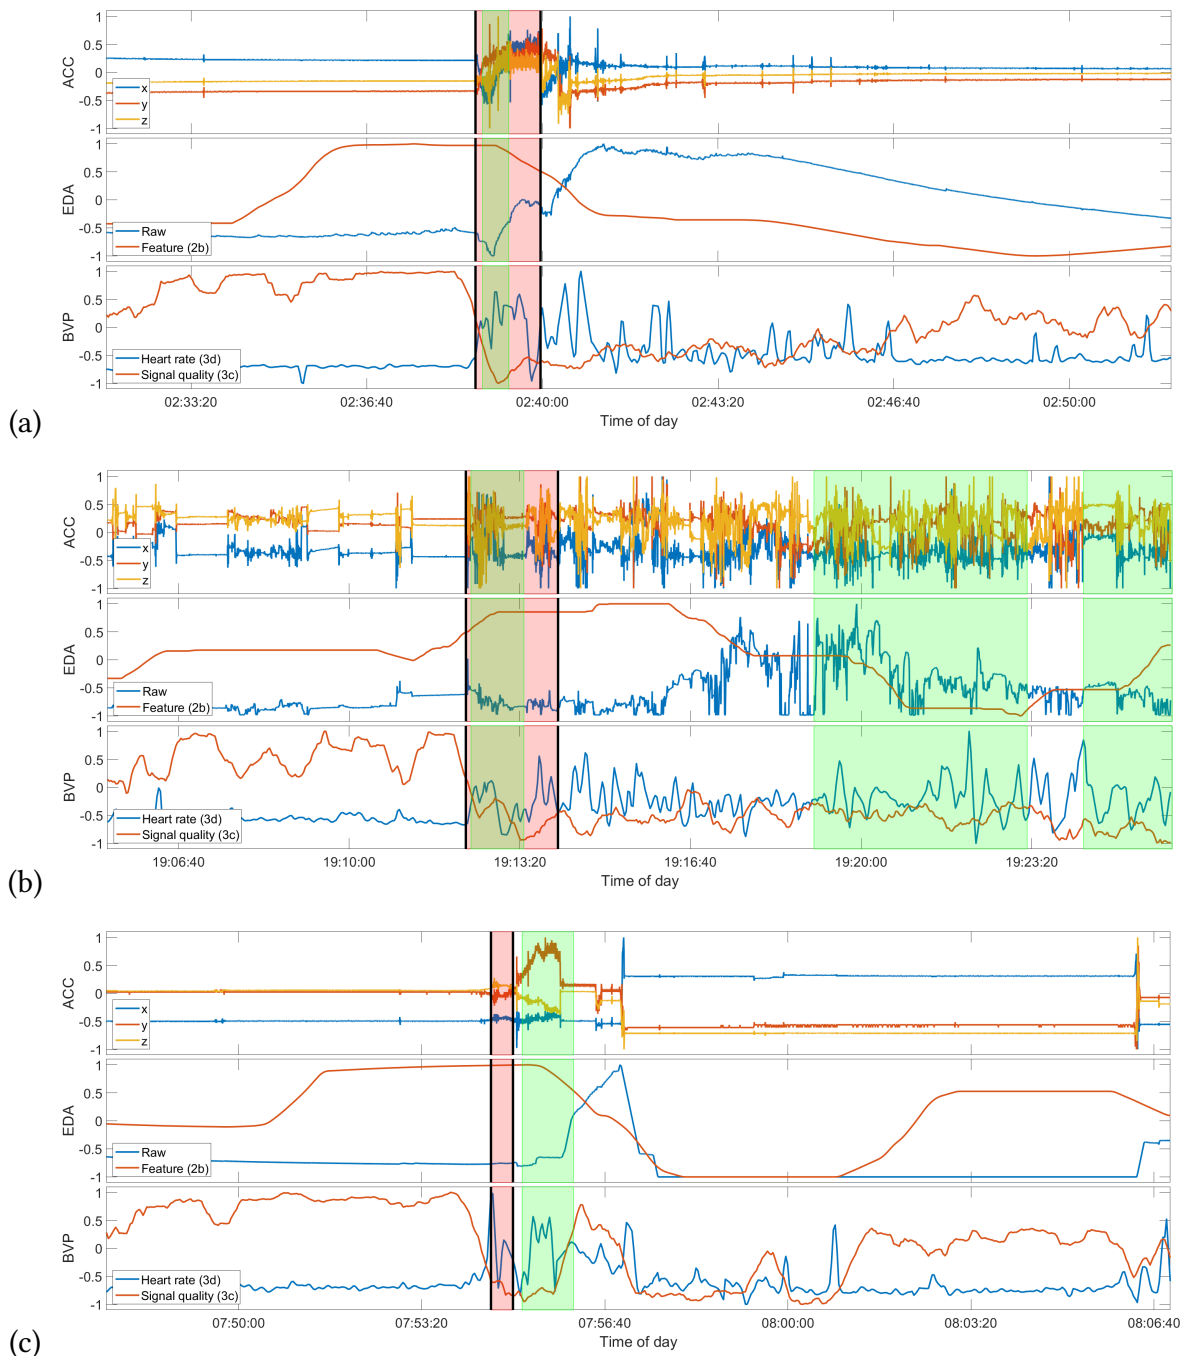 1
0.5
0
-0.5
-1
ACC
x
y
z
1
0.5
0
-0.5
-1
EDA
Raw
Feature (2b)
1
0.5
0
-0.5
-1
BVP
Heart rate (3d)
Signal quality (3c)
02:33:20 02:36:40 02:40:00 02:43:20 02:46:40 02:50:00
Time of day
(a)
1
0.5
0
-0.5
-1
ACC
x
y
z
1
0.5
0
-0.5
-1
EDA
Raw
Feature (2b)
1
0.5
0
-0.5
-1
BVP
Heart rate (3d)
Signal quality (3c)
19:06:40 19:10:00 19:13:20 19:16:40 19:20:00 19:23:20
Time of day
(b)
1
0.5
0
-0.5
-1
ACC
x
y
z
1
0.5
0
-0.5
-1
EDA
Raw
Feature (2b)
1
0.5
0
-0.5
-1
BVP
Heart rate (3d)
Signal quality (3c)
07:50:00 07:53:20 07:56:40 08:00:00 08:03:20 08:06:40
Time of day
(c)